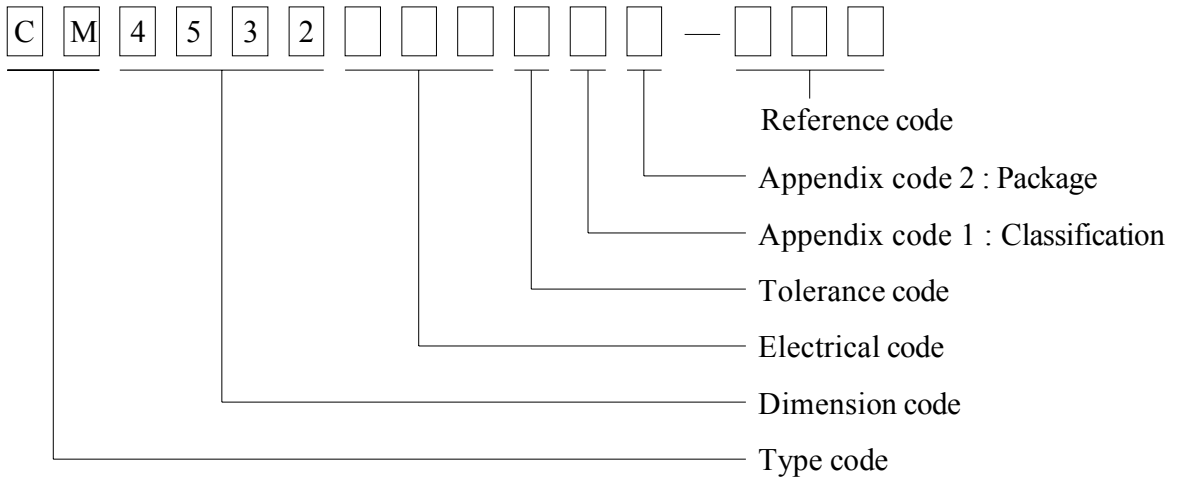 C M 4 5 3 2 —
Reference code
Appendix code 2 : Package
Appendix code 1 : Classification
Tolerance code
Electrical code
Dimension code
Type code